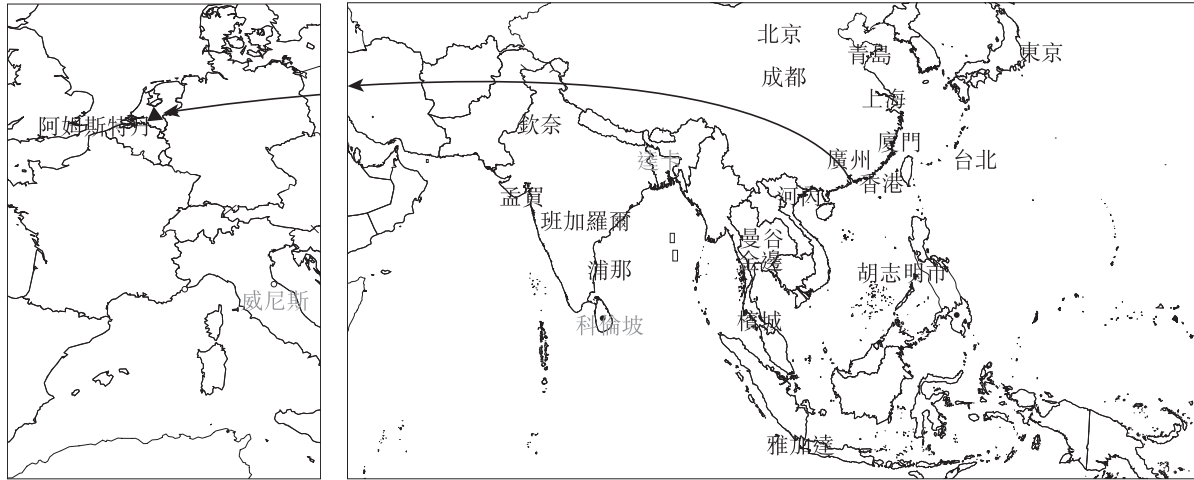 阿姆斯特丹
威尼斯
北京
青島
東京
成都
上海
欽奈
廈門
達卡
廣州
台北
香港
孟買
河內
班加羅爾
曼谷
金邊
浦那
胡志明市
檳城
科倫坡
雅加達